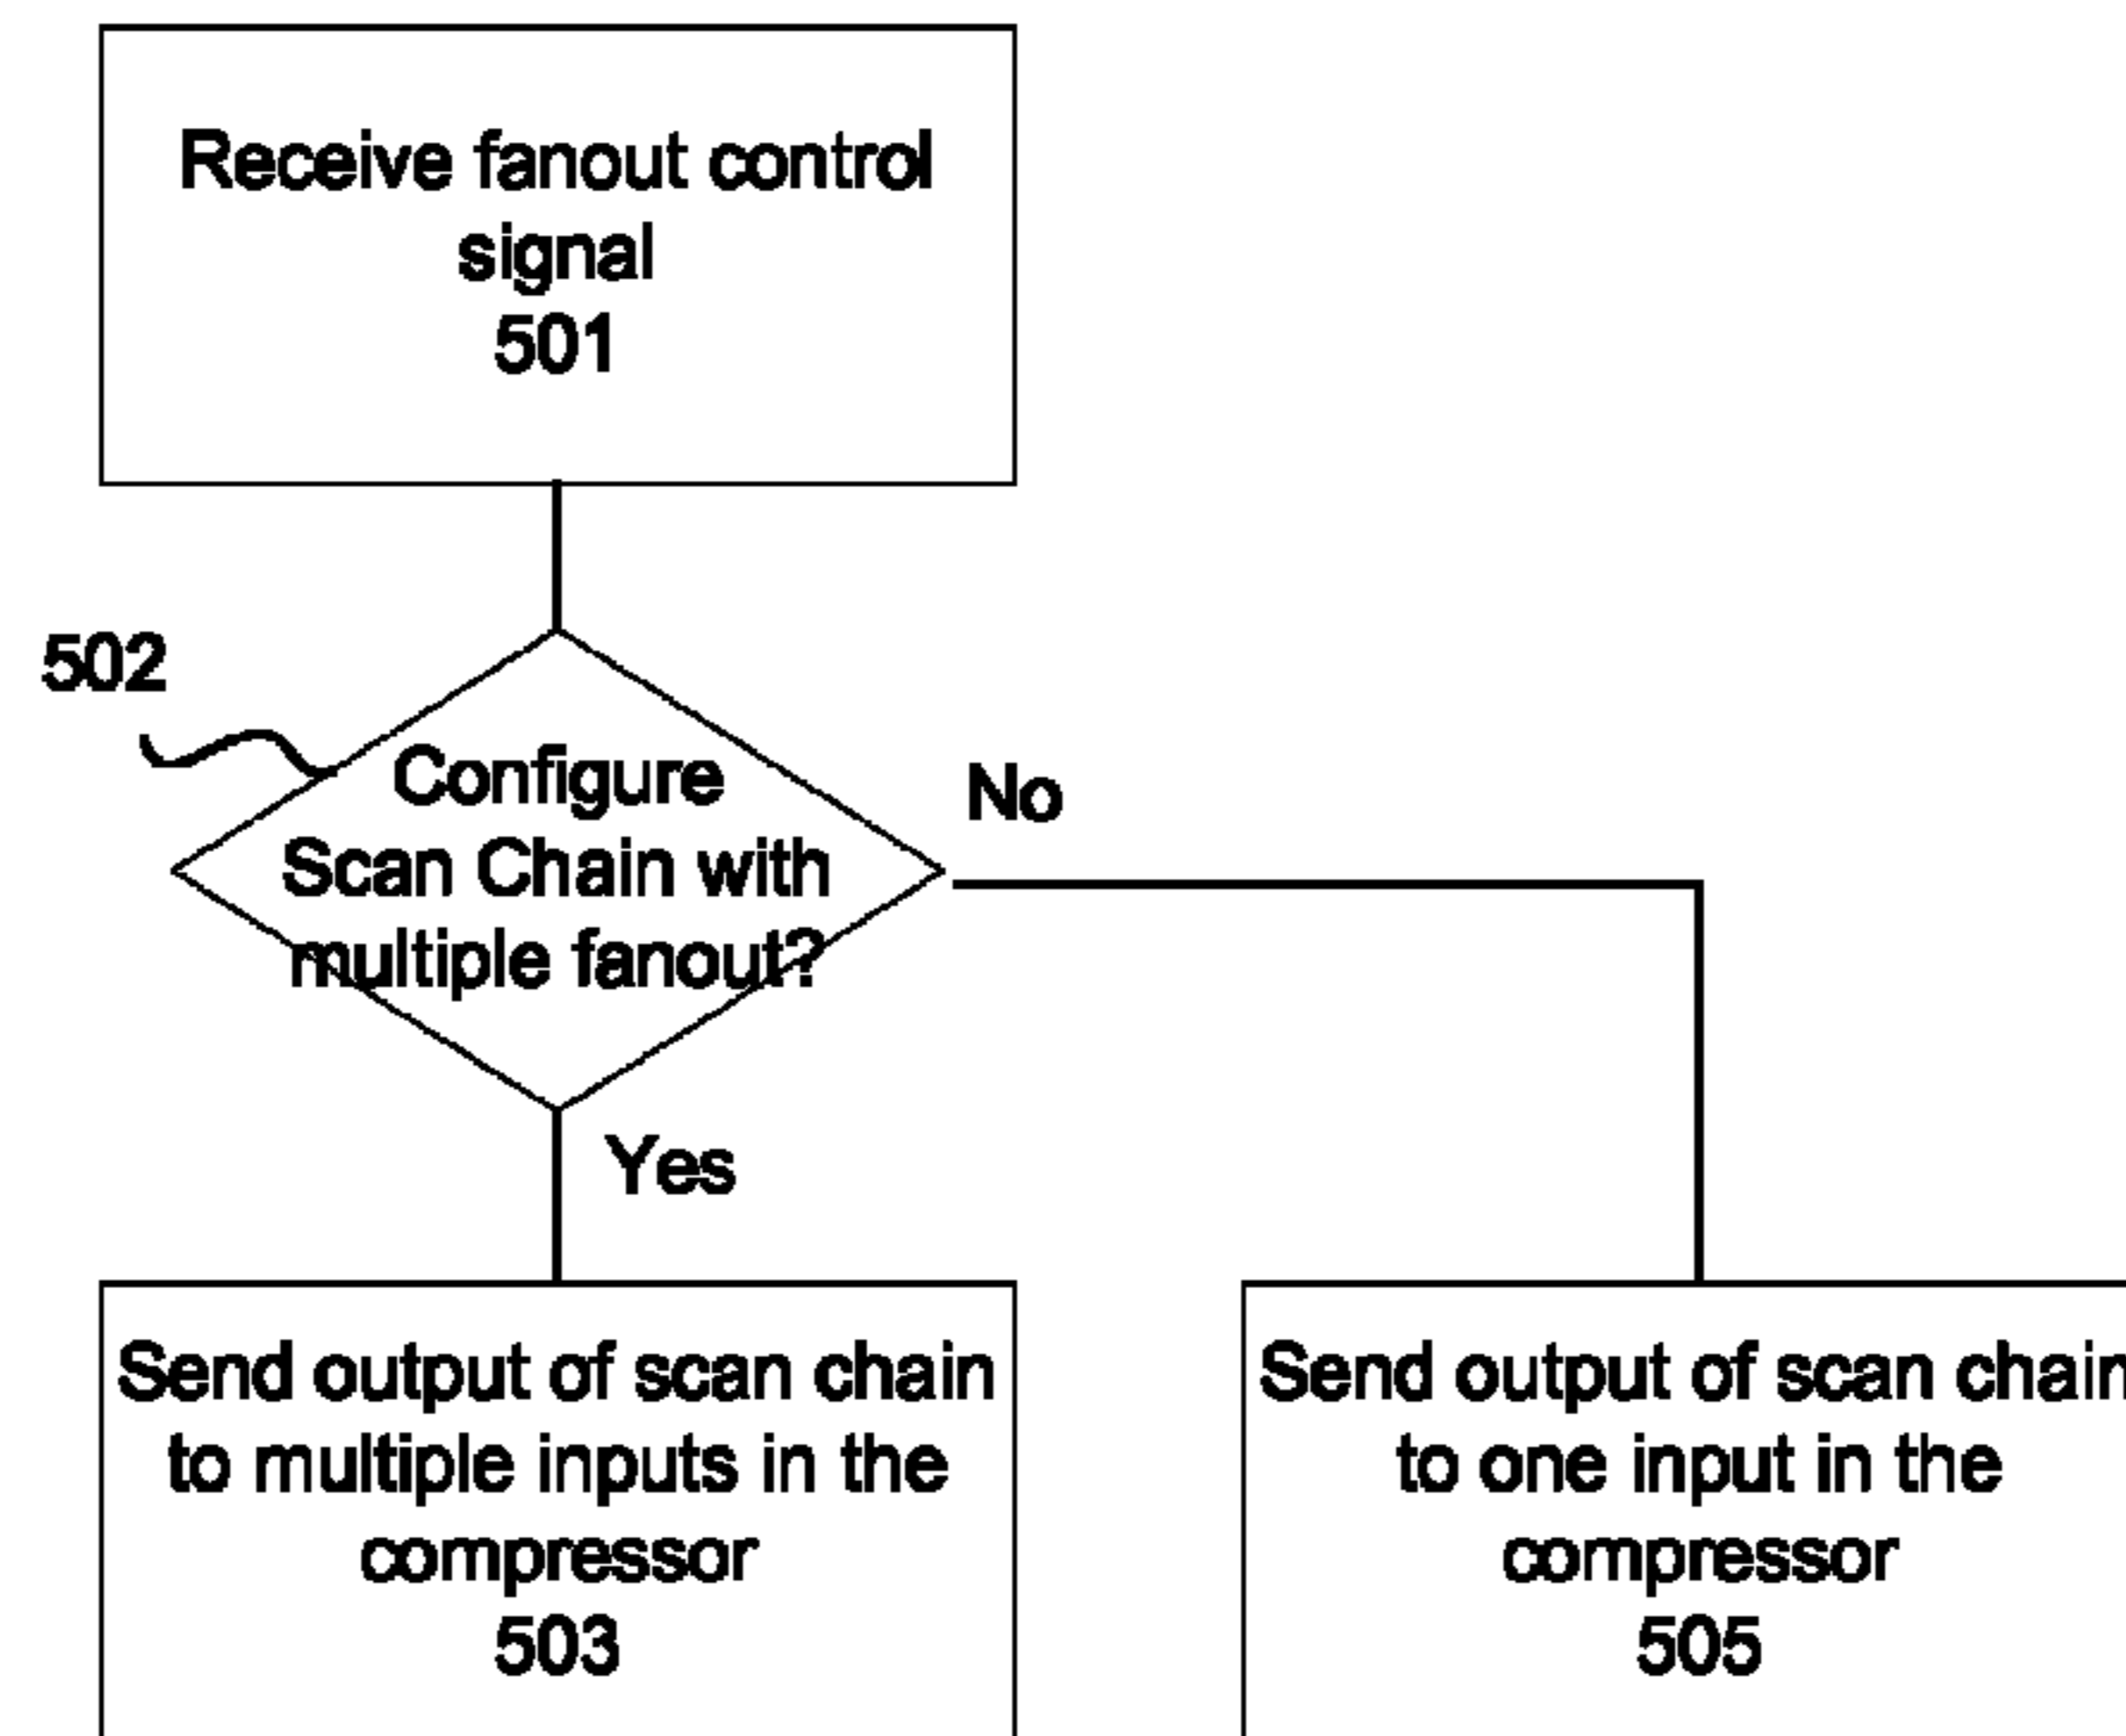 Receive fanout control
signal
501
502
Configure
Scan Chain with
multiple fanout?
No
Yes
Send output of scan chain
to multiple inputs in the
compressor
503
Send output of scan chain
to one input in the
compressor
505